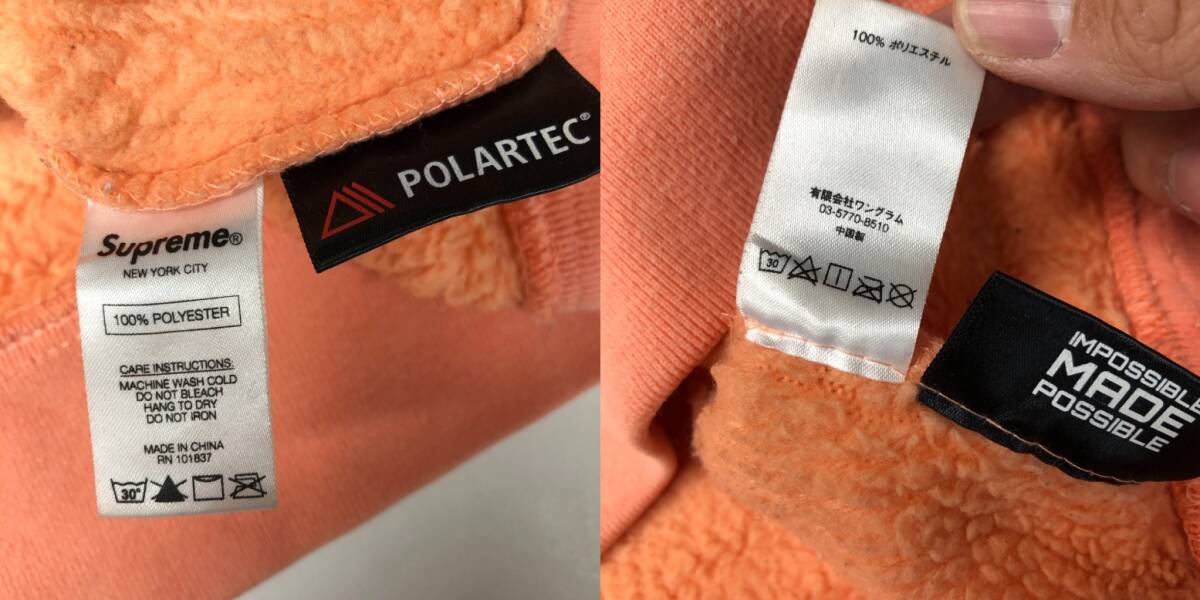 POLARTEC®
Supreme®
NEW YORK CITY
100% POLYESTER
CARE INSTRUCTIONS:
MACHINE WASH COLD
DO NOT BLEACH
HANG TO DRY
DO NOT IRON
MADE IN CHINA
RN 101837
30°
100% ポリエステル
有限会社ワングラム
03-5770-8510
中国製
30
IMPOSSIBLE
MADE
POSSIBLE